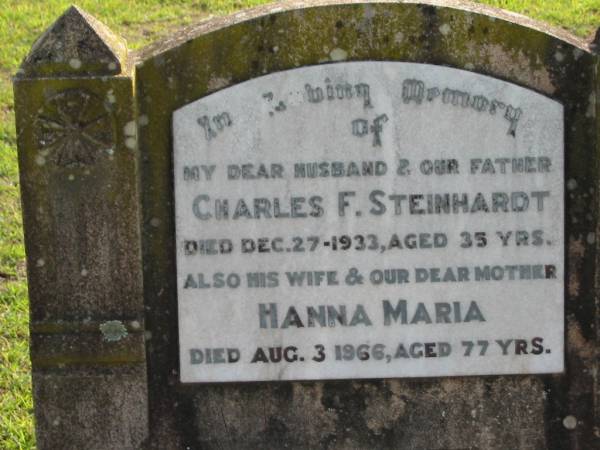 In Loving Memory
of
MY DEAR HUSBAND & OUR FATHER
CHARLES F. STEINHARDT
DIED DEC. 27-1933, AGED 35 YRS.
ALSO HIS WIFE & OUR DEAR MOTHER
HANNA MARIA
DIED AUG. 3 1966, AGED 77 YRS.